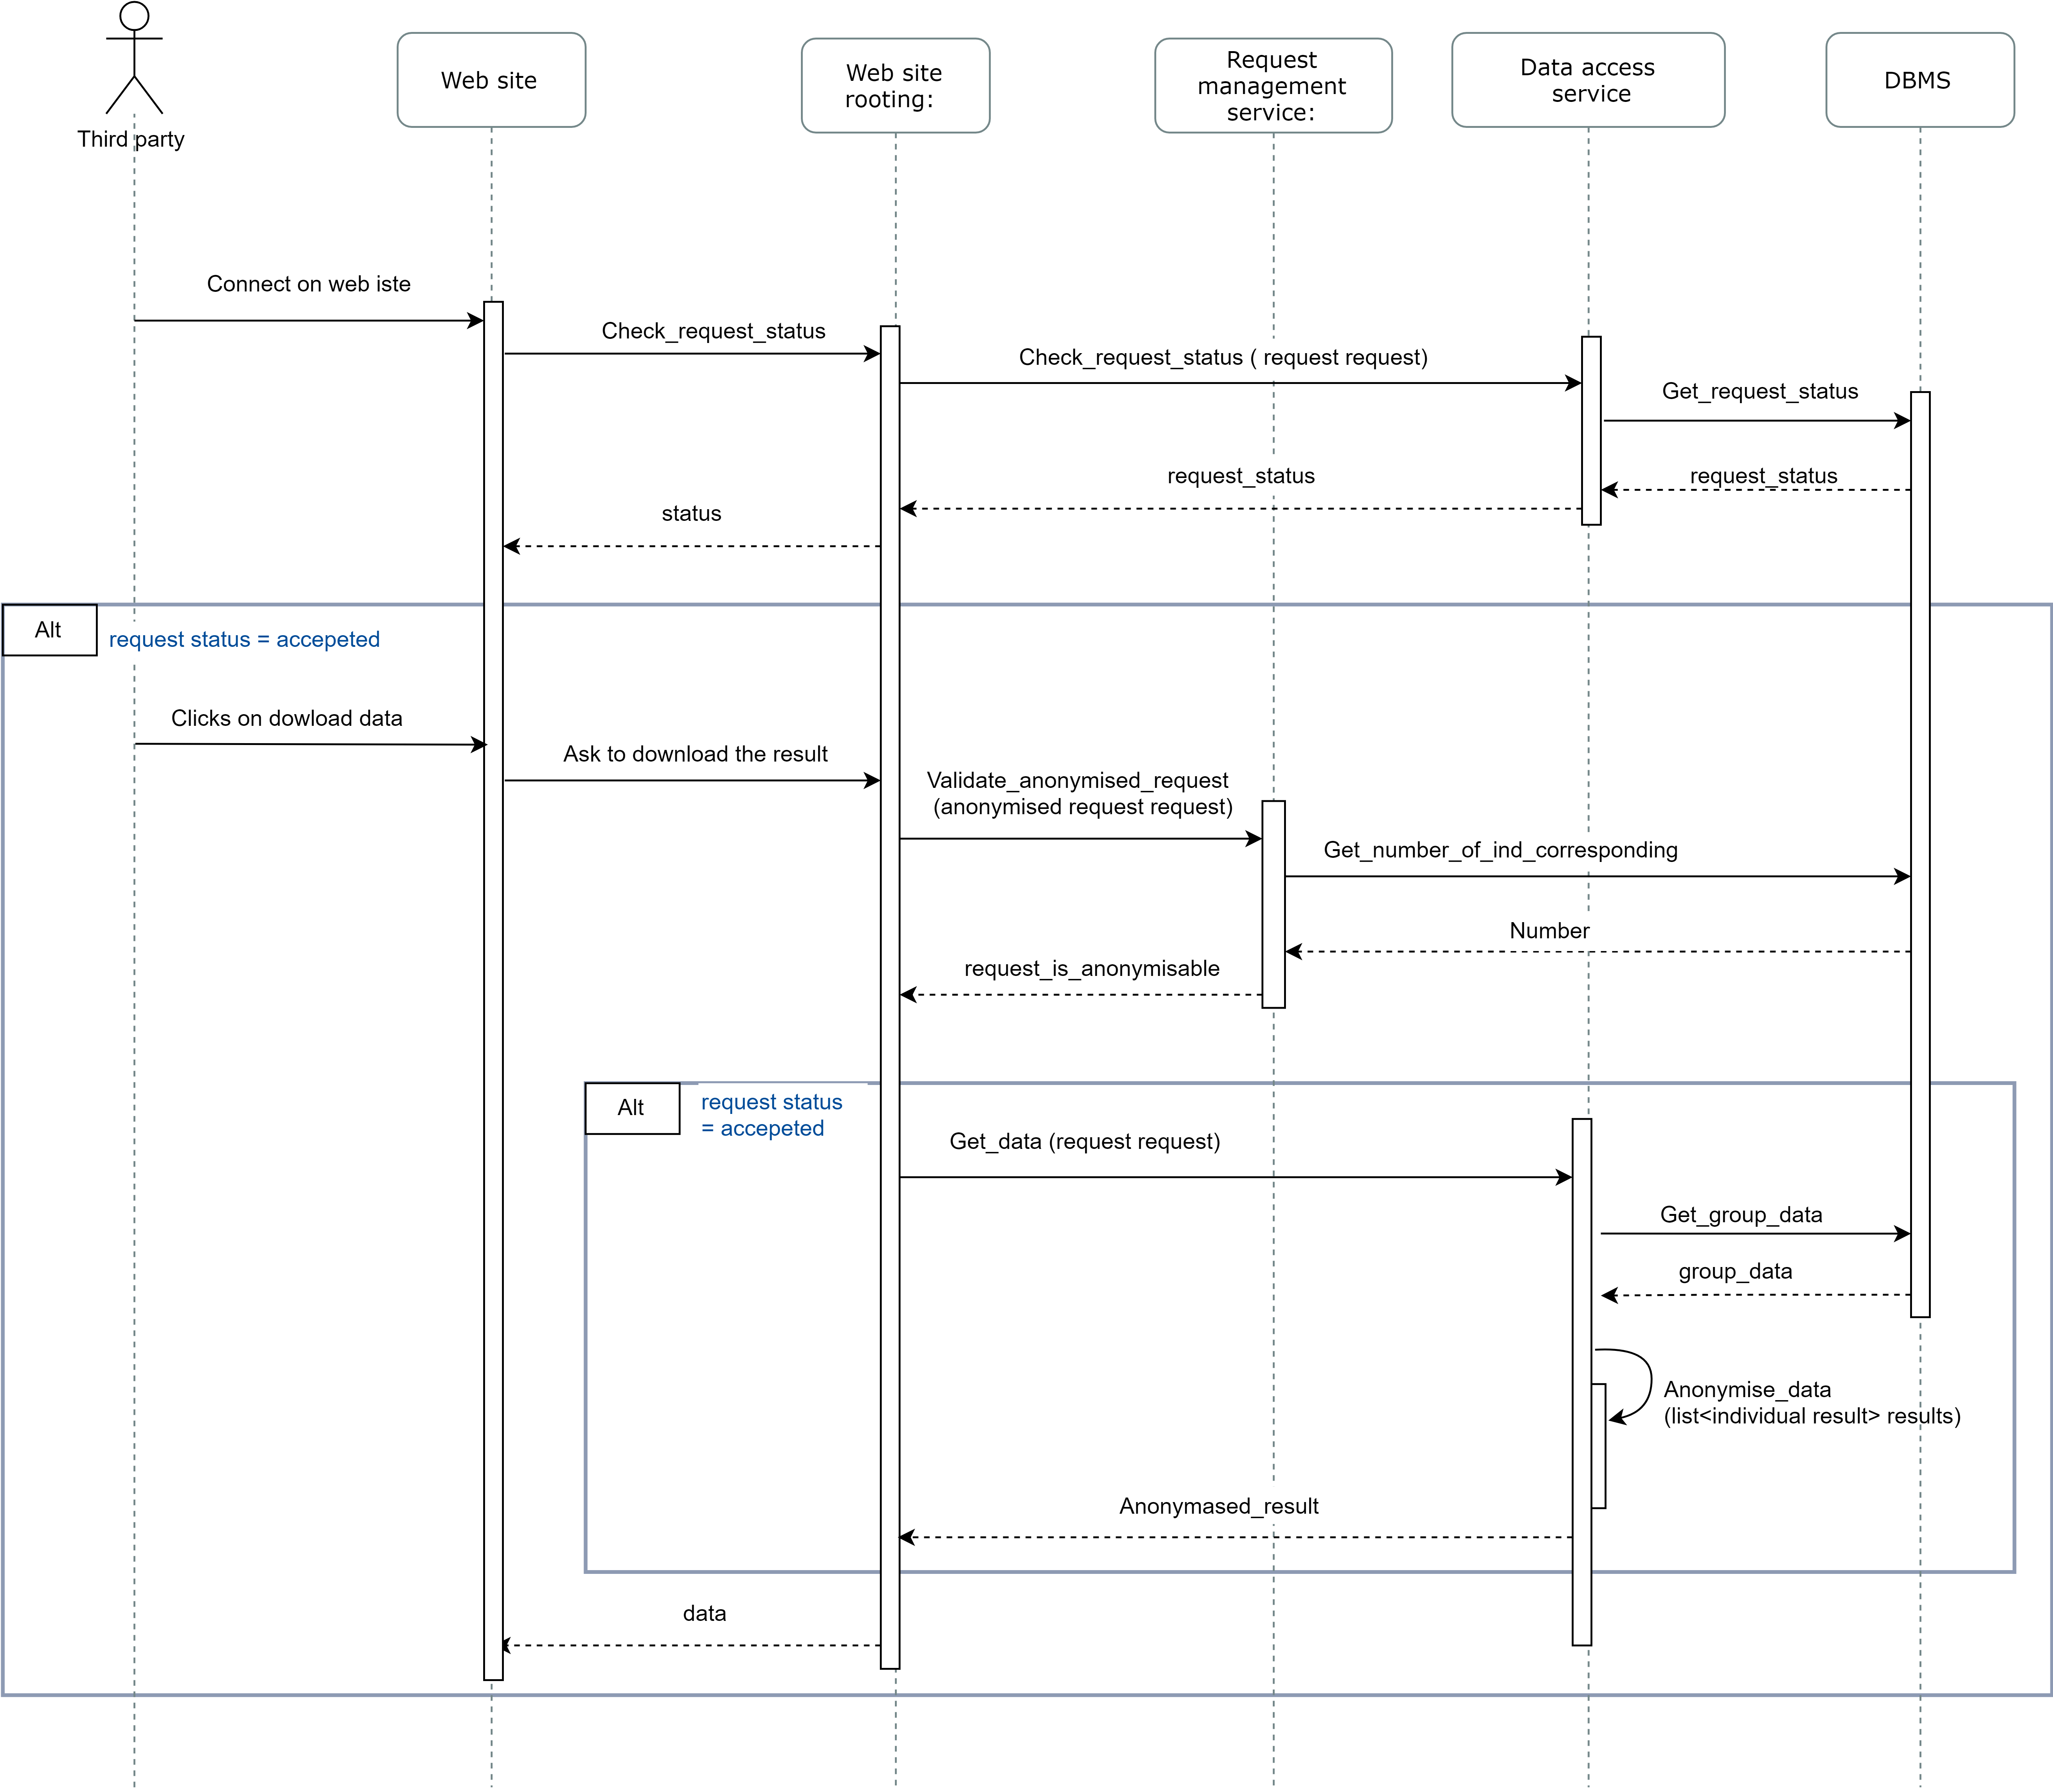 Third party
Web site
Web site
rooting:
Request
management
service:
Data access
service
DBMS
Connect on web iste
Check_request_status
Check_request_status ( request request)
Get_request_status
request_status
request_status
status
Alt
request status = accepeted
Clicks on dowload data
Ask to download the result
Validate_anonymised_request
(anonymised request request)
Get_number_of_ind_corresponding
Number
request_is_anonymisable
Alt
request status
= accepeted
Get_data (request request)
Get_group_data
group_data
Anonymise_data
(list<individual result> results)
Anonymased_result
data